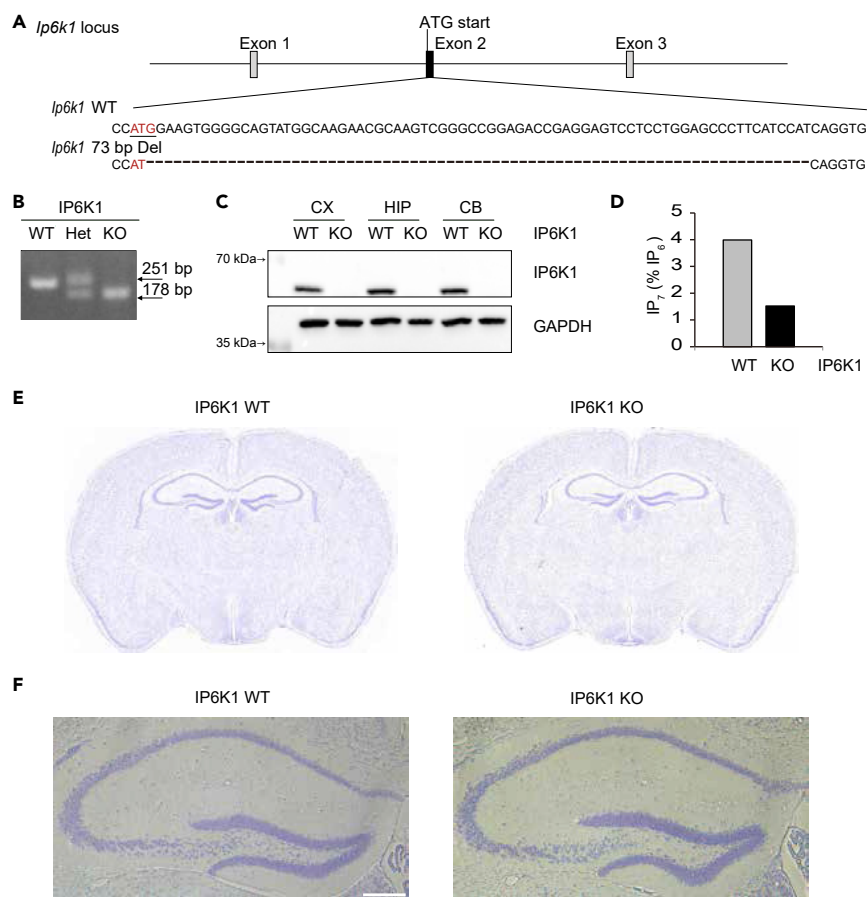 A
Ip6k1 locus
ATG start
Exon 1
Exon 2
Exon 3
Ip6k1 WT
CCATGGAAGTGGGGCAGTATGGCAAGAACGCAAGTCGGGCCGGAGACCGAGGAGTCCTCCTGGAGCCCTTCATCCATCAGGTG
Ip6k1 73 bp Del
CCAT------------------------------------------------------------------------CAGGTG
B
IP6K1
WT Het KO
251 bp
178 bp
C
CX HIP CB
WT KO WT KO WT KO IP6K1
70 kDa→
IP6K1
GAPDH
35 kDa→
D
IP7 (% IP6)
5
4
3
2
1
0
WT KO IP6K1
E
IP6K1 WT
IP6K1 KO
F
IP6K1 WT
IP6K1 KO